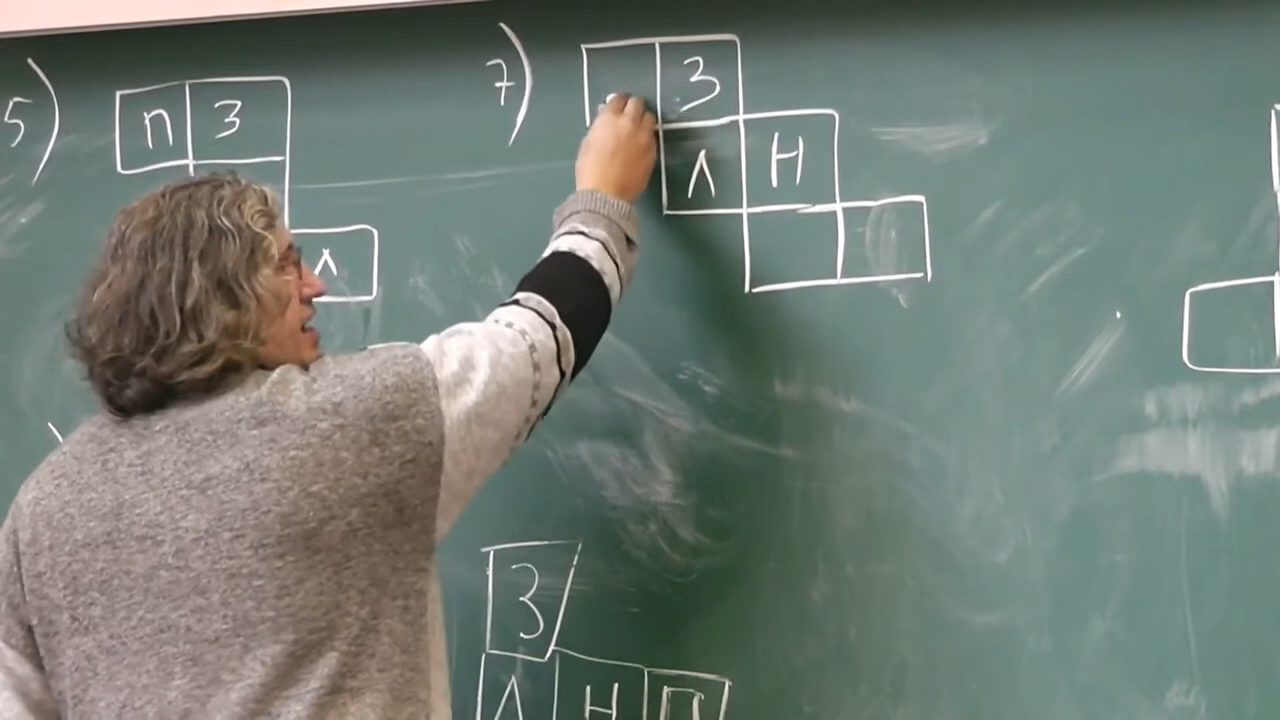 5) п 3
Л
7) 3
Л Н
3
Л Н П